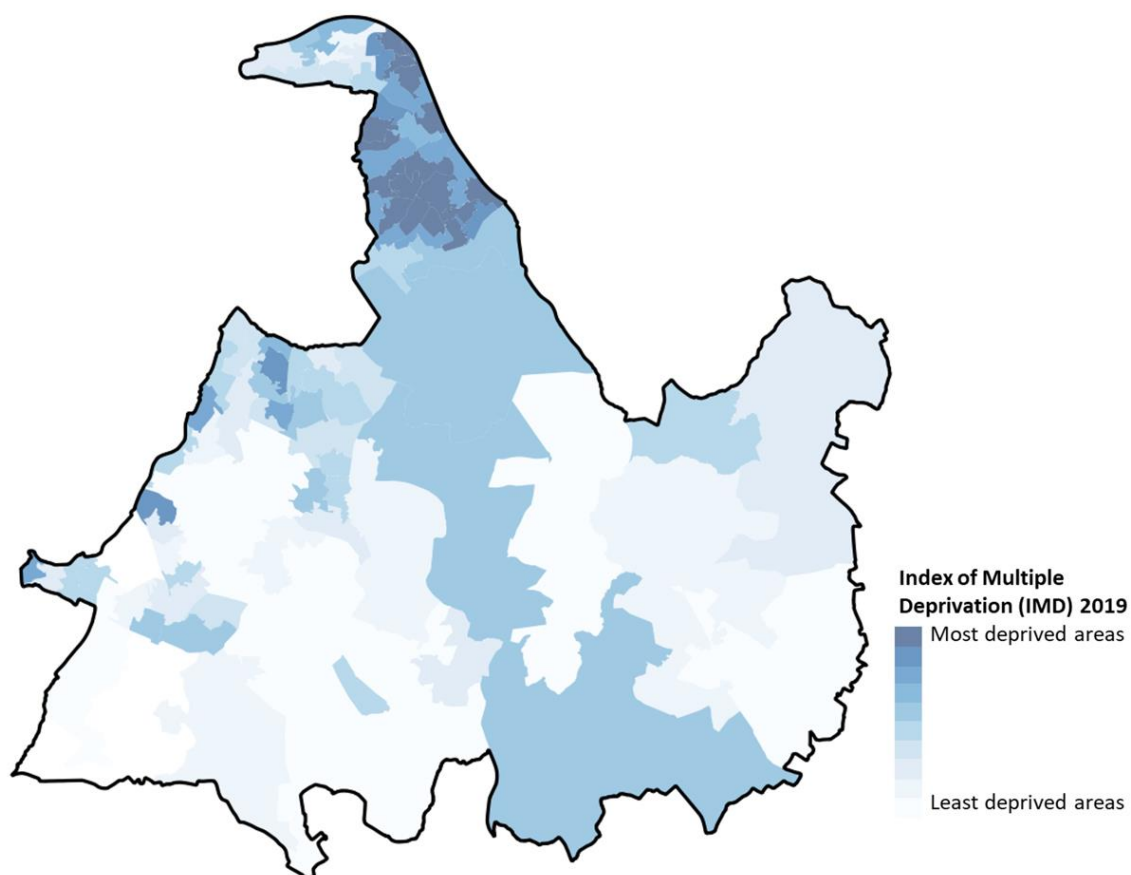 Index of Multiple
Deprivation (IMD) 2019
Most deprived areas
Least deprived areas